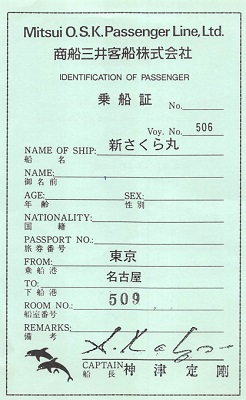 Mitsui O.S.K. Passenger Line, Ltd.
商船三井客船株式会社
IDENTIFICATION OF PASSENGER
乗船証 No.
Voy. No. 506
NAME OF SHIP: 新さくら丸
船名
NAME:
御名前
AGE: SEX:
年齢 性別
NATIONALITY:
国籍
PASSPORT NO.:
旅券番号
FROM: 東京
乗船港
TO: 名古屋
下船港
ROOM NO.: 509
船室番号
REMARKS:
備考
CAPTAIN
船長 神津定剛